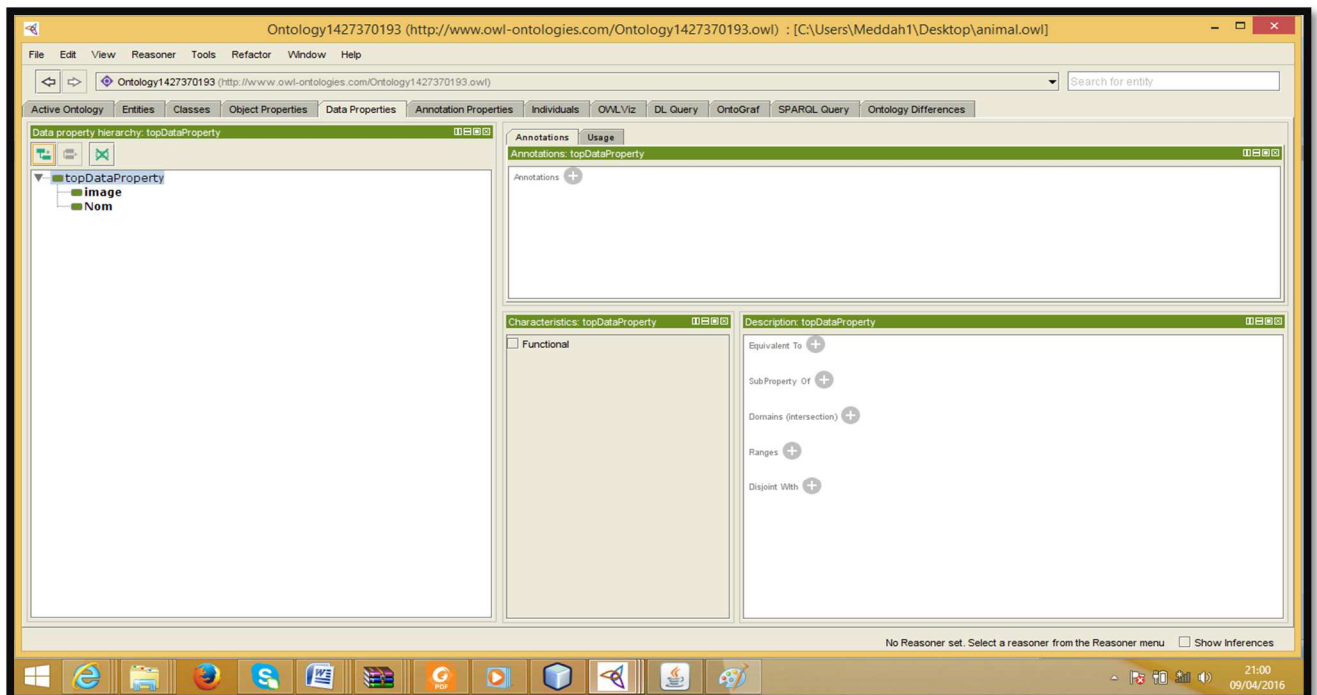 Ontology1427370193 (http://www.owl-ontologies.com/Ontology1427370193.owl) : [C:\Users\Meddah1\Desktop\animal.owl]
File Edit View Reasoner Tools Refactor Window Help
Ontology1427370193 (http://www.owl-ontologies.com/Ontology1427370193.owl)
Search for entity
Active Ontology Entities Classes Object Properties Data Properties Annotation Properties Individuals OWLViz DL Query OntoGraf SPARQL Query Ontology Differences
Data property hierarchy: topDataProperty
topDataProperty
image
Nom
Annotations Usage
Annotations: topDataProperty
Annotations
Characteristics: topDataProperty
Functional
Description: topDataProperty
Equivalent To
SubProperty Of
Domains (intersection)
Ranges
Disjoint With
No Reasoner set. Select a reasoner from the Reasoner menu Show Inferences
PDF
21:00
09/04/2016